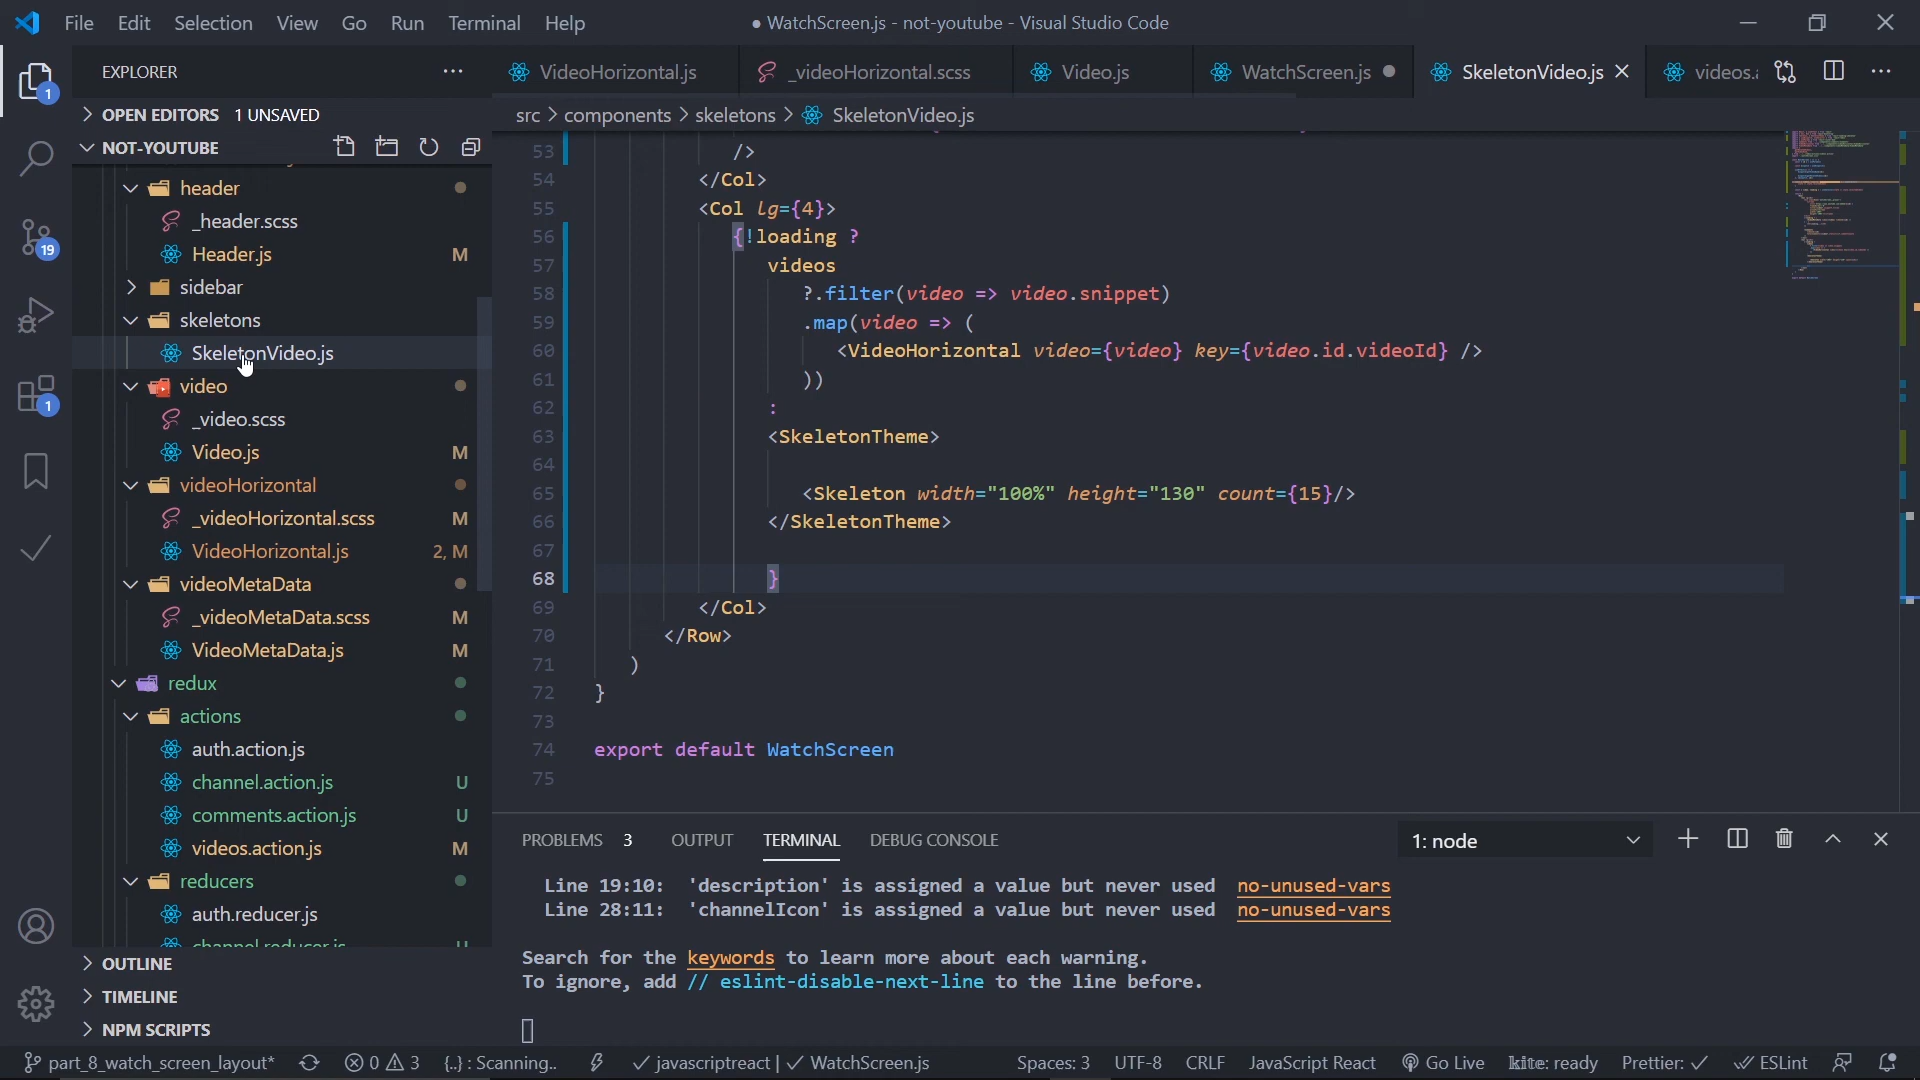 File Edit Selection View Go Run Terminal Help
● WatchScreen.js - not-youtube - Visual Studio Code
EXPLORER
VideoHorizontal.js
_videoHorizontal.scss
Video.js
WatchScreen.js
SkeletonVideo.js
videos.
OPEN EDITORS 1 UNSAVED
src > components > skeletons > SkeletonVideo.js
NOT-YOUTUBE
header
_header.scss
Header.js M
sidebar
skeletons
SkeletonVideo.js
video
_video.scss
Video.js M
videoHorizontal
_videoHorizontal.scss M
VideoHorizontal.js 2, M
videoMetaData
_videoMetaData.scss M
VideoMetaData.js M
redux
actions
auth.action.js
channel.action.js U
comments.action.js U
videos.action.js M
reducers
auth.reducer.js
channel.reducer.js U
OUTLINE
TIMELINE
NPM SCRIPTS
1
19
1
53 />
54 </Col>
55 <Col lg={4}>
56 {!loading ?
57 videos
58 ?.filter(video => video.snippet)
59 .map(video => (
60 <VideoHorizontal video={video} key={video.id.videoId} />
61 ))
62 :
63 <SkeletonTheme>
64
65 <Skeleton width="100%" height="130" count={15}/>
66 </SkeletonTheme>
67
68 }
69 </Col>
70 </Row>
71 )
72 }
73
74 export default WatchScreen
75
PROBLEMS 3 OUTPUT TERMINAL DEBUG CONSOLE
1: node
Line 19:10: 'description' is assigned a value but never used no-unused-vars
Line 28:11: 'channelIcon' is assigned a value but never used no-unused-vars
Search for the keywords to learn more about each warning.
To ignore, add // eslint-disable-next-line to the line before.
part_8_watch_screen_layout* 0 3 {..} : Scanning.. javascriptreact | WatchScreen.js Spaces: 3 UTF-8 CRLF JavaScript React Go Live kite: ready Prettier: ✓ ESLint